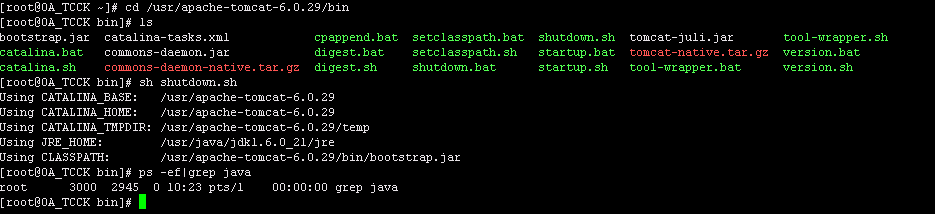 [root@OA_TCCK ~]# cd /usr/apache-tomcat-6.0.29/bin
[root@OA_TCCK bin]# ls
bootstrap.jar catalina-tasks.xml cpappend.bat setclasspath.bat shutdown.sh tomcat-juli.jar tool-wrapper.sh
catalina.bat commons-daemon.jar digest.bat setclasspath.sh startup.bat tomcat-native.tar.gz version.bat
catalina.sh commons-daemon-native.tar.gz digest.sh shutdown.bat startup.sh tool-wrapper.bat version.sh
[root@OA_TCCK bin]# sh shutdown.sh
Using CATALINA_BASE: /usr/apache-tomcat-6.0.29
Using CATALINA_HOME: /usr/apache-tomcat-6.0.29
Using CATALINA_TMPDIR: /usr/apache-tomcat-6.0.29/temp
Using JRE_HOME: /usr/java/jdk1.6.0_21/jre
Using CLASSPATH: /usr/apache-tomcat-6.0.29/bin/bootstrap.jar
[root@OA_TCCK bin]# ps -ef|grep java
root 3000 2945 0 10:23 pts/1 00:00:00 grep java
[root@OA_TCCK bin]#